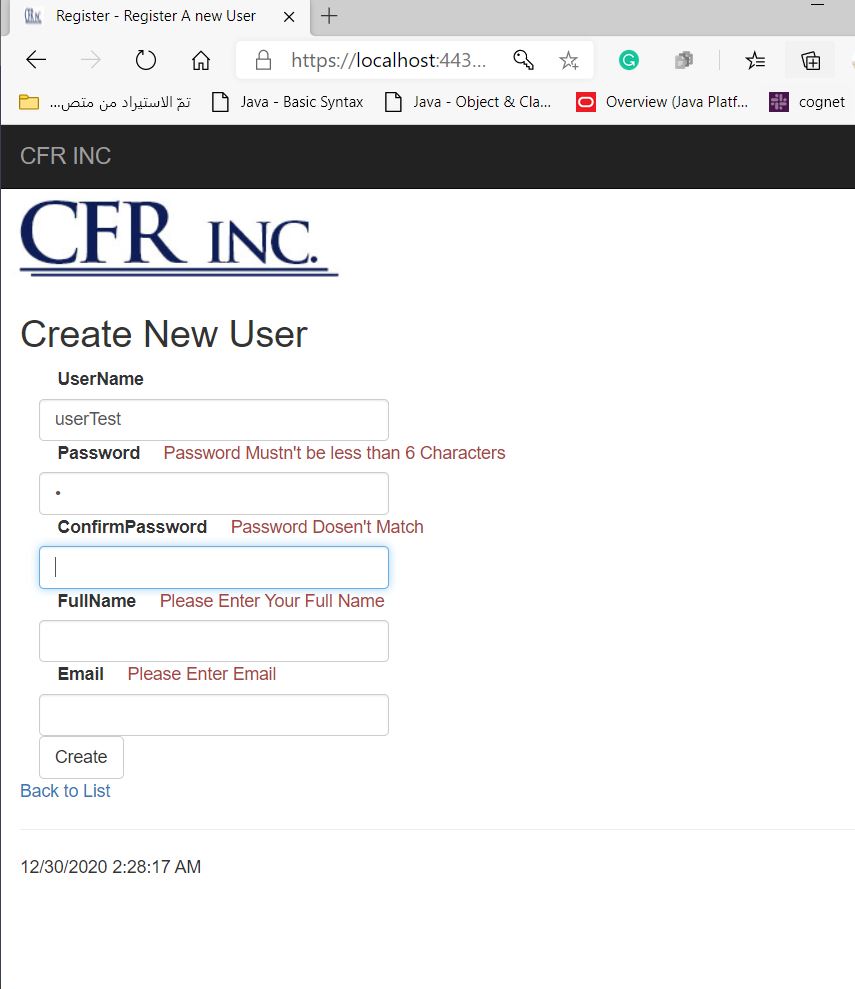 CFR INC. Register - Register A new User
https://localhost:443...
تمّ الاستيراد من متص... Java - Basic Syntax Java - Object & Cla... Overview (Java Platf... cognet
CFR INC
CFR INC.
Create New User
UserName
userTest
Password Password Mustn't be less than 6 Characters
ConfirmPassword Password Dosen't Match
FullName Please Enter Your Full Name
Email Please Enter Email
Create
Back to List
12/30/2020 2:28:17 AM